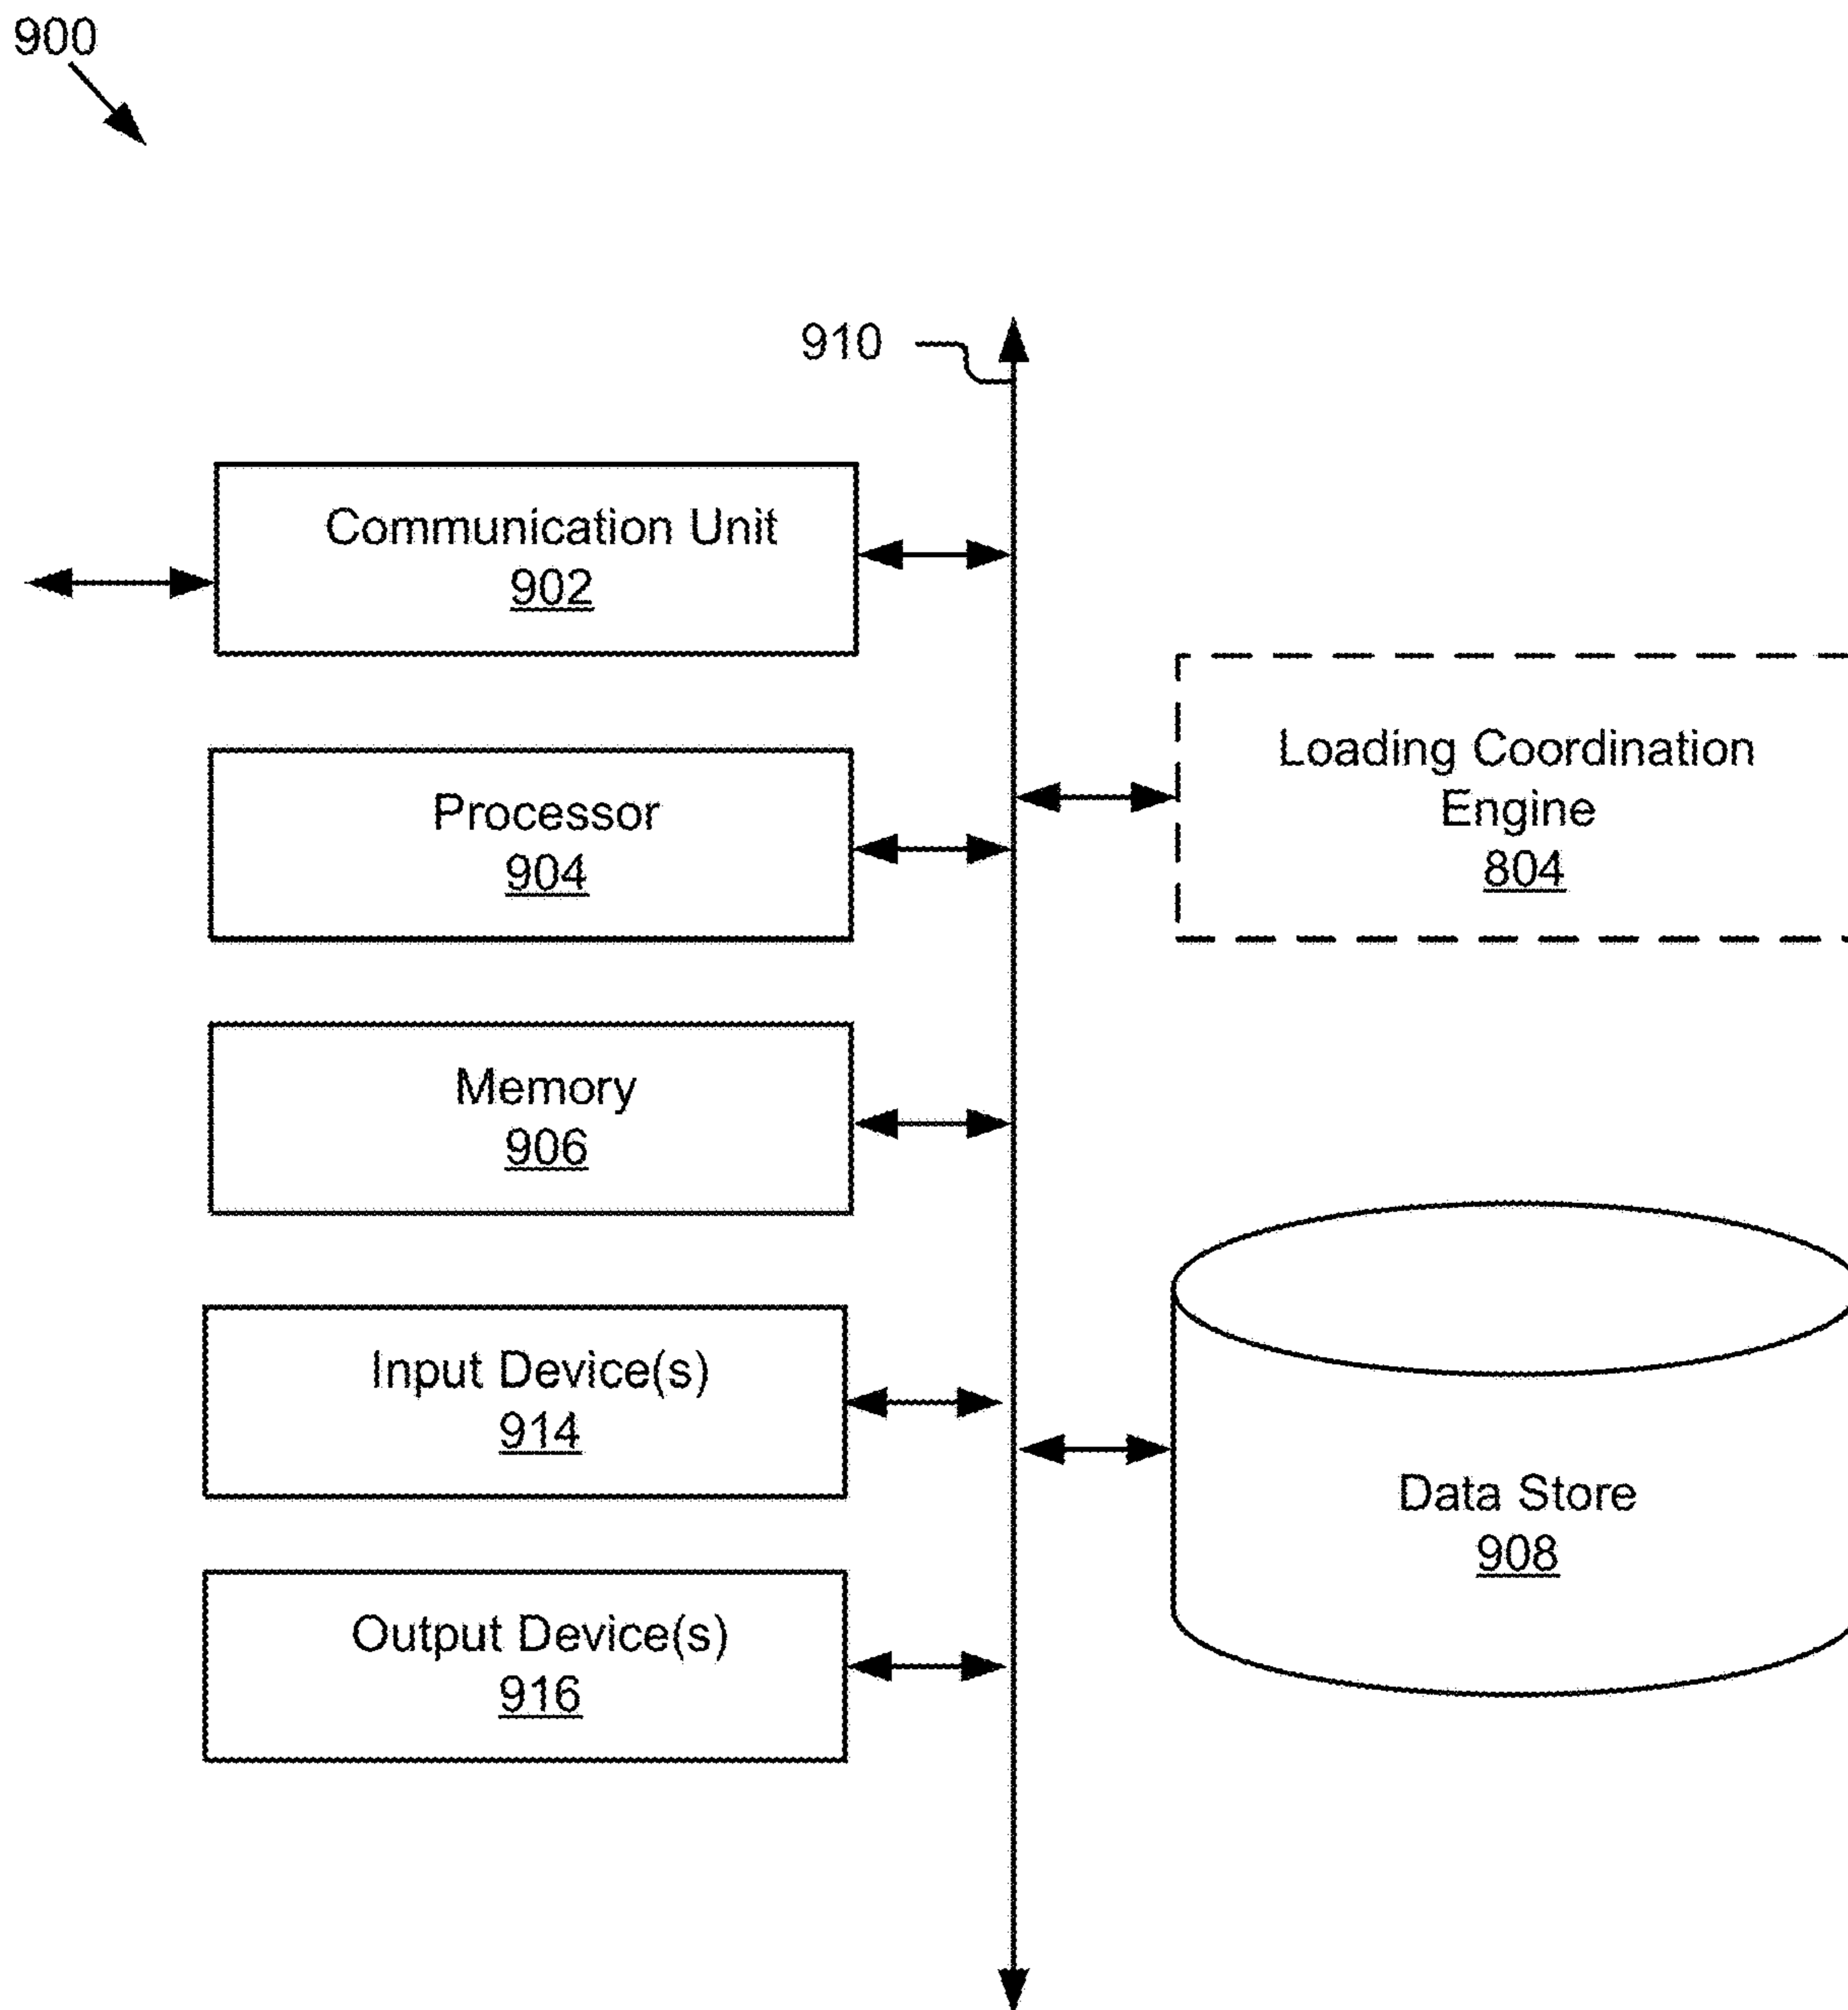 900
910
Communication Unit
902
Processor
904
Memory
906
Input Device(s)
914
Output Device(s)
916
Loading Coordination
Engine
804
Data Store
908